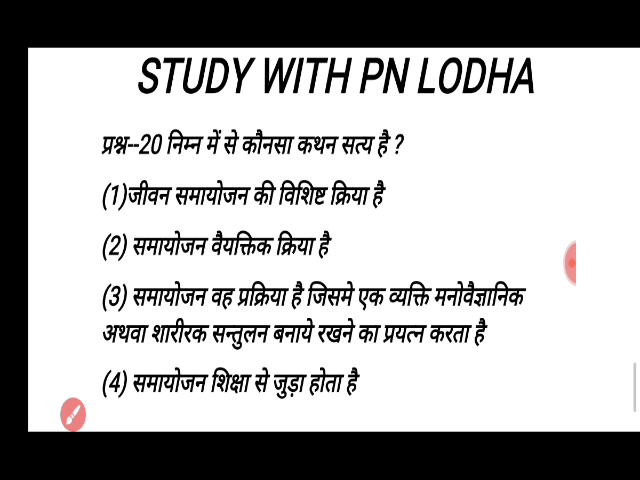 STUDY WITH PN LODHA
प्रश्न--20 निम्न में से कौनसा कथन सत्य है ?
(1)जीवन समायोजन की विशिष्ट क्रिया है
(2) समायोजन वैयक्तिक क्रिया है
(3) समायोजन वह प्रक्रिया है जिसमे एक व्यक्ति मनोवैज्ञानिक
अथवा शारीरक सन्तुलन बनाये रखने का प्रयत्न करता है
(4) समायोजन शिक्षा से जुड़ा होता है